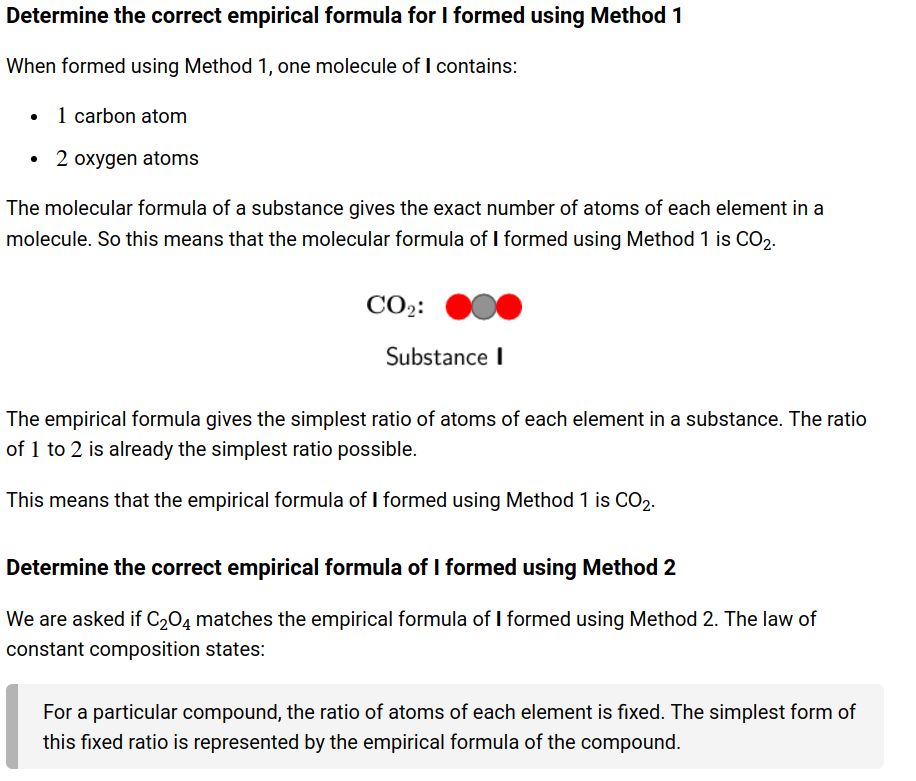 Determine the correct empirical formula for I formed using Method 1
When formed using Method 1, one molecule of I contains:
• 1 carbon atom
• 2 oxygen atoms
The molecular formula of a substance gives the exact number of atoms of each element in a
molecule. So this means that the molecular formula of I formed using Method 1 is CO₂.
CO₂:
Substance I
The empirical formula gives the simplest ratio of atoms of each element in a substance. The ratio
of 1 to 2 is already the simplest ratio possible.
This means that the empirical formula of I formed using Method 1 is CO₂.
Determine the correct empirical formula of I formed using Method 2
We are asked if C₂O₄ matches the empirical formula of I formed using Method 2. The law of
constant composition states:
For a particular compound, the ratio of atoms of each element is fixed. The simplest form of
this fixed ratio is represented by the empirical formula of the compound.